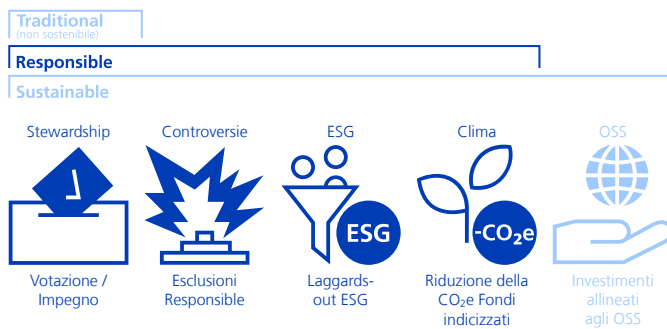 Traditional
(non sostenibile)
Responsible
Sustainable
Stewardship
Controversie
ESG
Clima
OSS
ESG
-CO₂e
Votazione /
Impegno
Esclusioni
Responsible
Laggards-
out ESG
Riduzione della
CO₂e Fondi
indicizzati
Investimenti
allineati
agli OSS